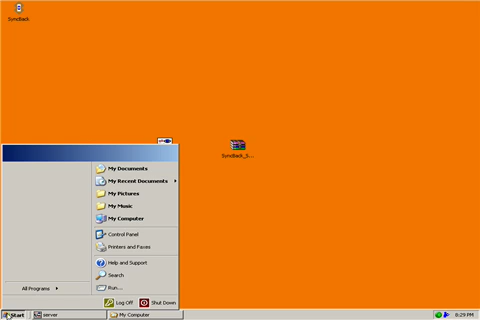 SyncBack
SyncBack_S...
My Documents
My Recent Documents
My Pictures
My Music
My Computer
Control Panel
Printers and Faxes
Help and Support
Search
Run...
All Programs
Log Off
Shut Down
Start
server
My Computer
8:29 PM